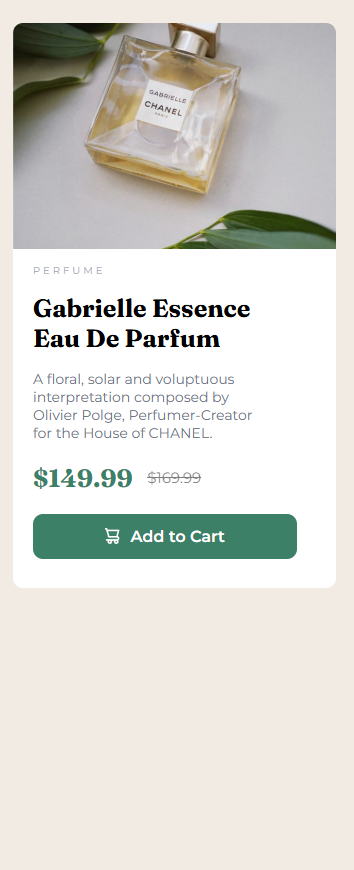 GABRIELLE
CHANEL
PARIS
PERFUME
Gabrielle Essence
Eau De Parfum
A floral, solar and voluptuous
interpretation composed by
Olivier Polge, Perfumer-Creator
for the House of CHANEL.
$149.99 $169.99
Add to Cart